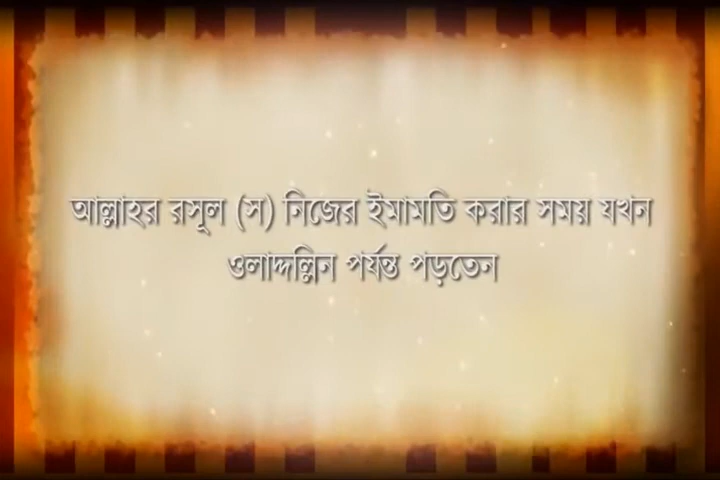 আল্লাহর রসূল (স) নিজের ইমামতি করার সময় যখন
ওলাদ্দল্লিন পর্যন্ত পড়তেন